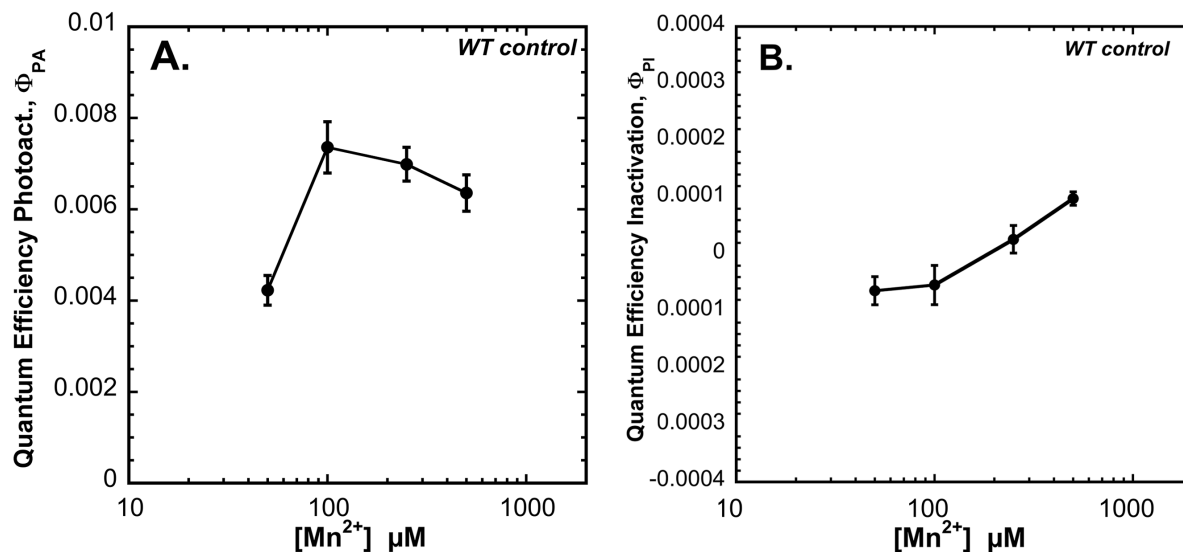 A.
WT control
Quantum Efficiency Photoact., Φ_PA
0.01
0.008
0.006
0.004
0.002
0
10
100
1000
[Mn²⁺] µM
B.
WT control
Quantum Efficiency Inactivation, Φ_PI
0.0004
0.0003
0.0002
0.0001
0
0.0001
0.0002
0.0003
-0.0004
10
100
1000
[Mn²⁺] µM